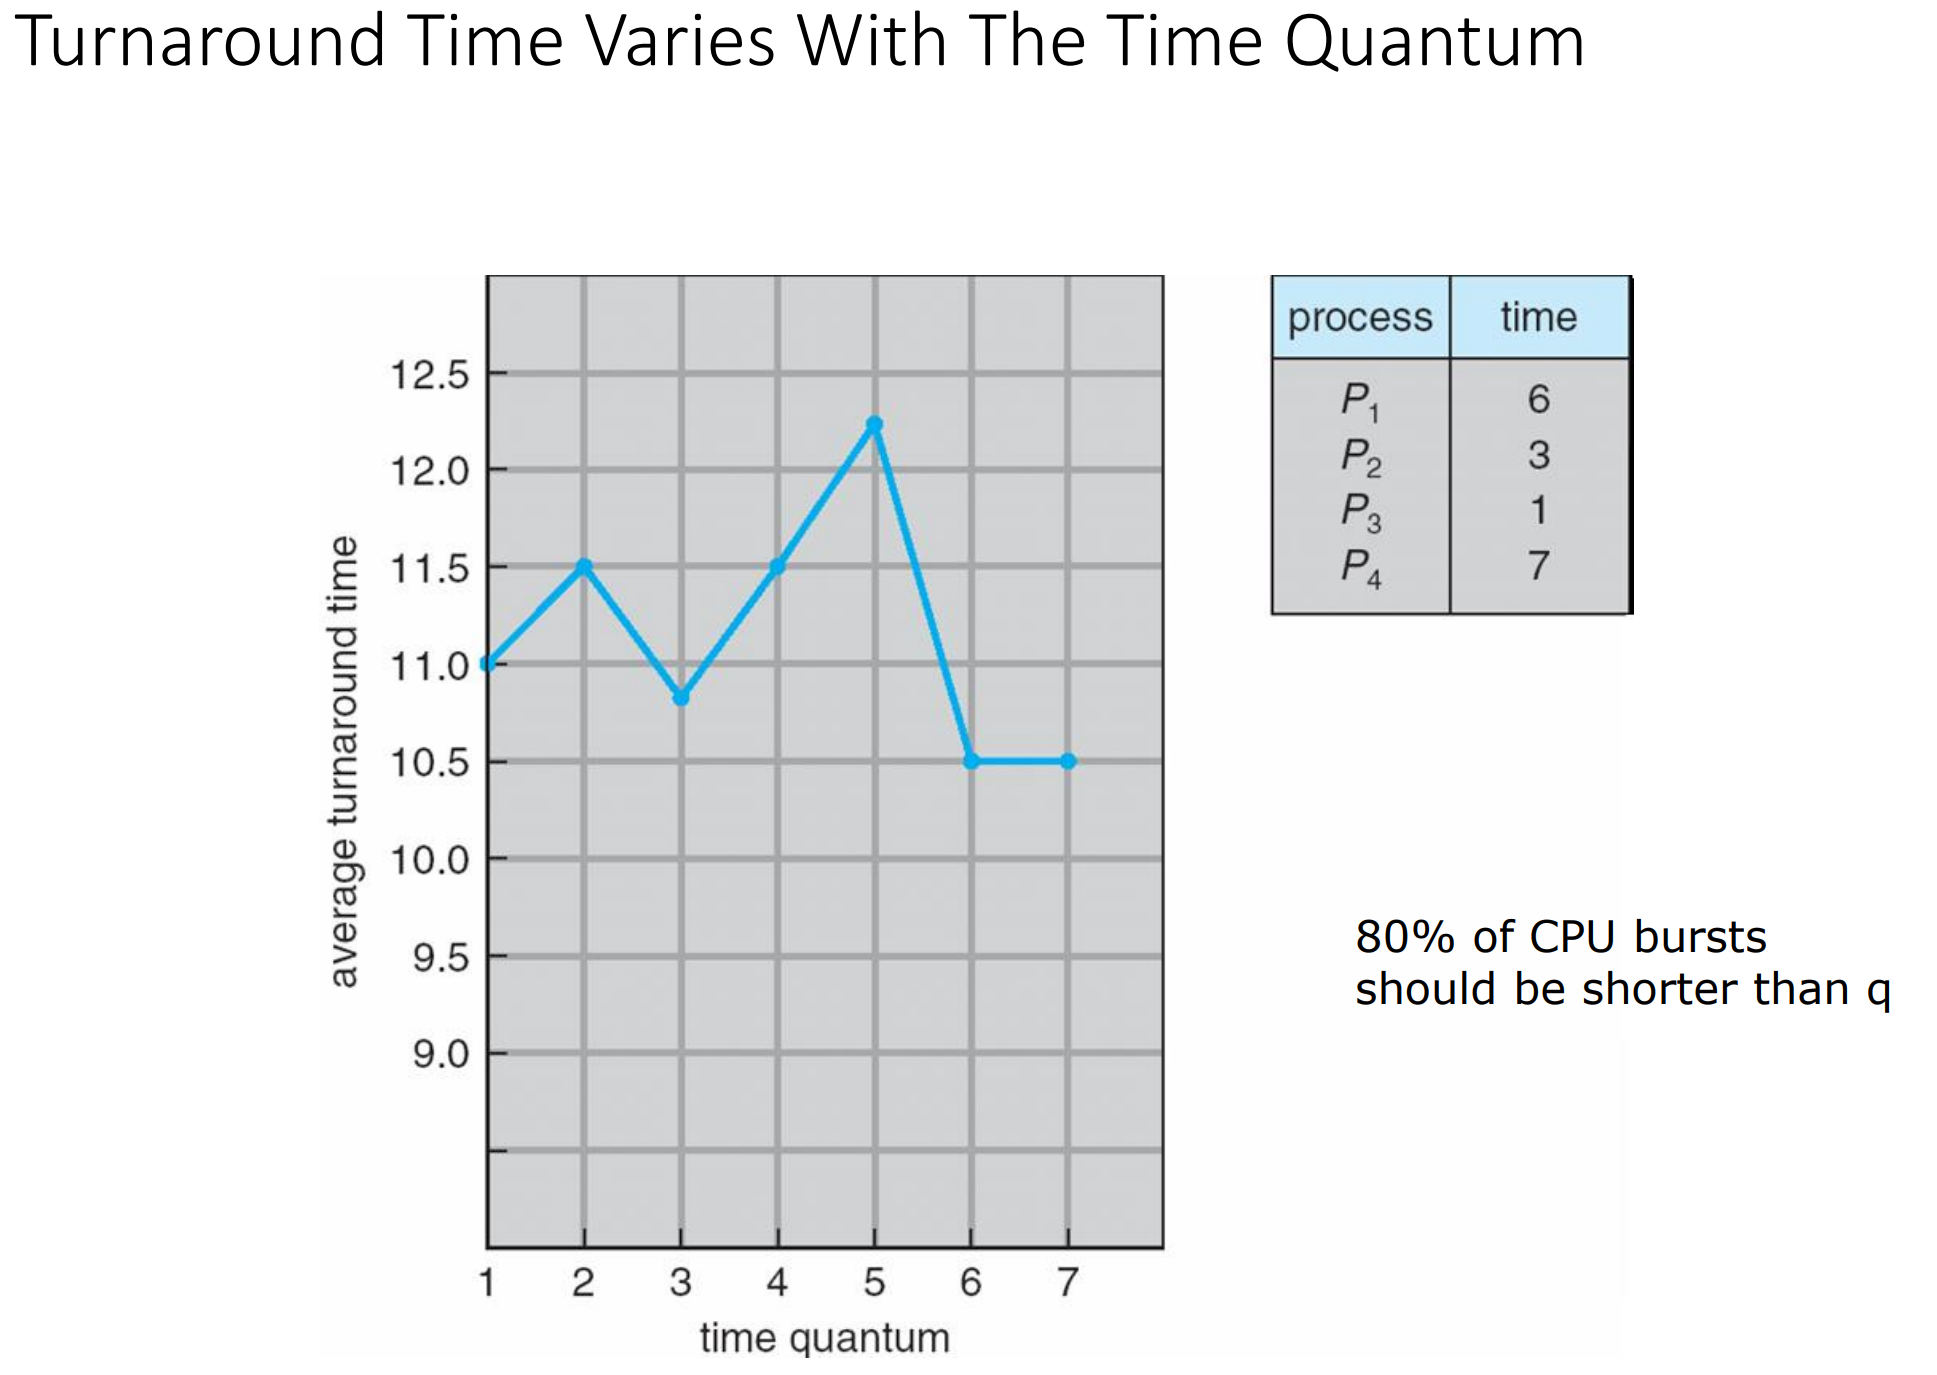 Turnaround Time Varies With The Time Quantum
12.5
12.0
11.5
11.0
10.5
10.0
9.5
9.0
average turnaround time
1 2 3 4 5 6 7
time quantum
process time
P1 6
P2 3
P3 1
P4 7
80% of CPU bursts
should be shorter than q